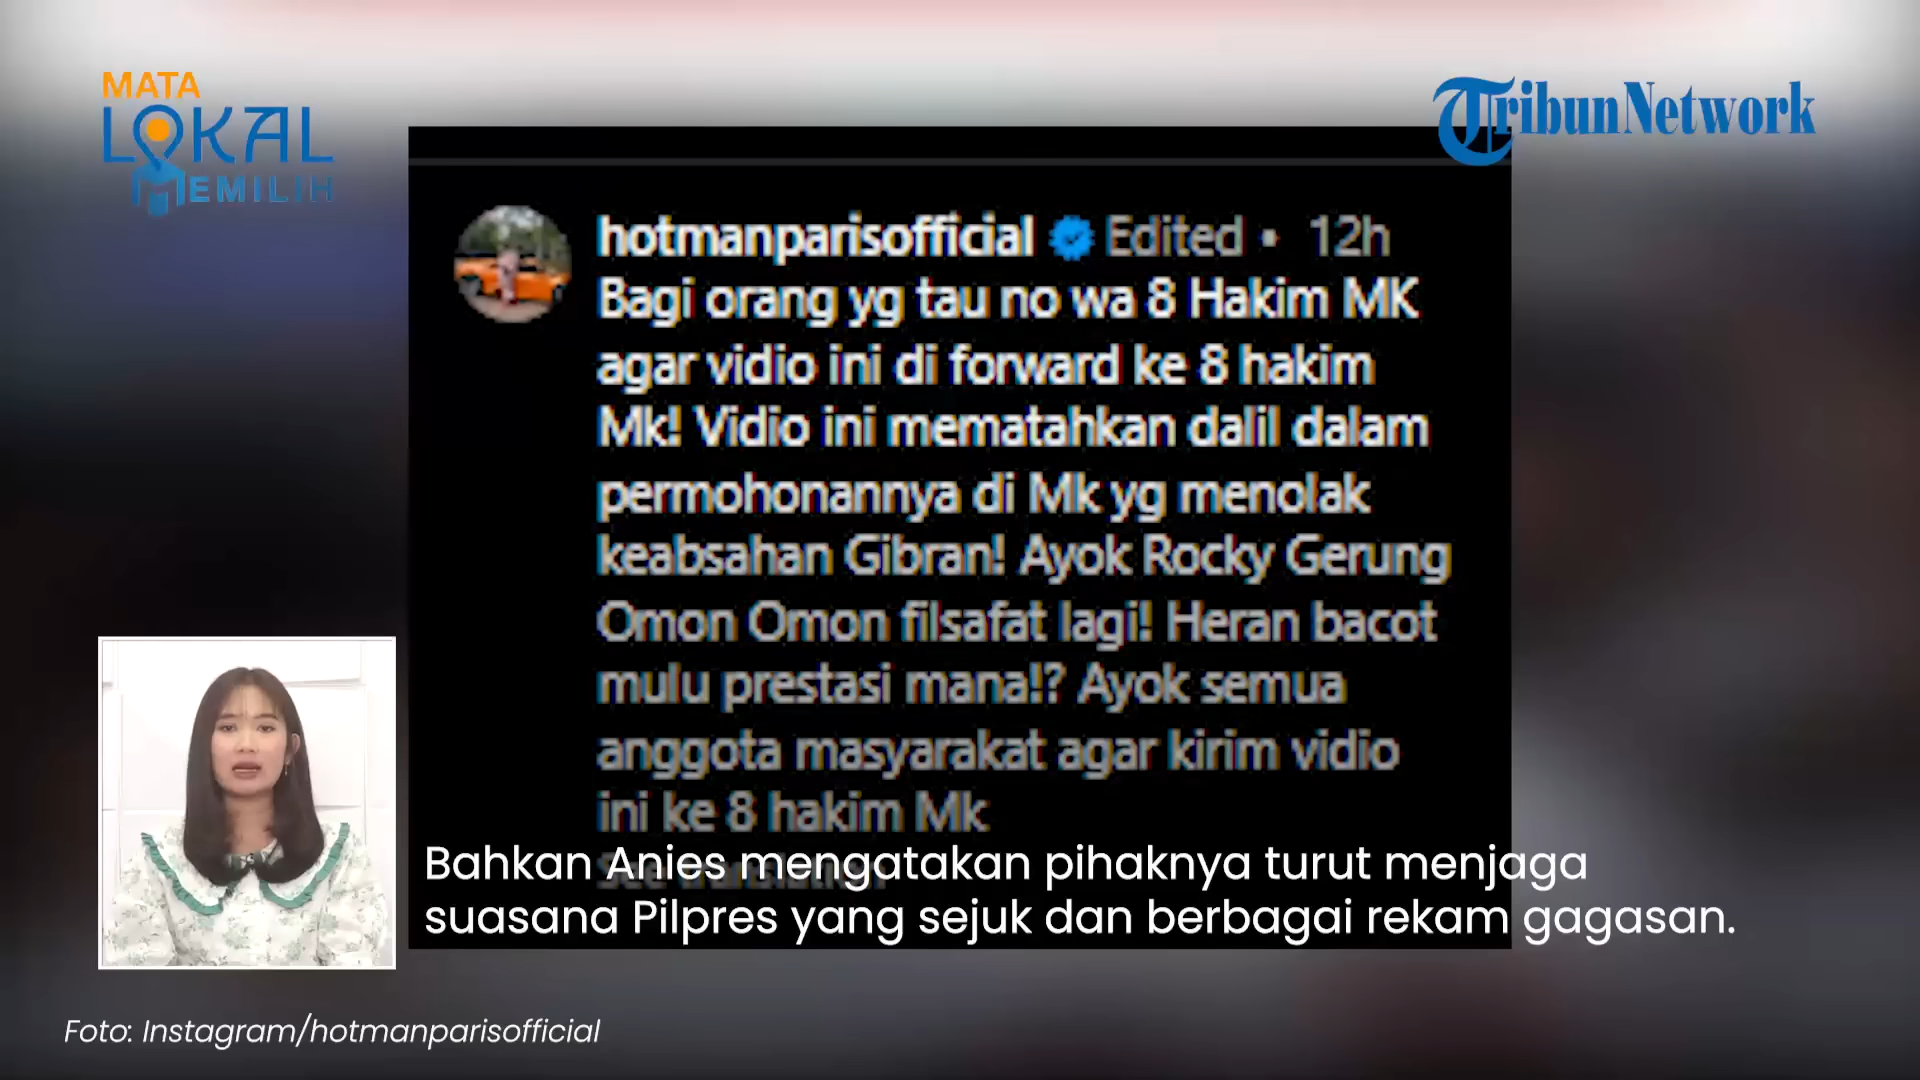 MATA
LOKAL
MEMILIH
TribunNetwork
hotmanparisofficial Edited • 12h
Bagi orang yg tau no wa 8 Hakim MK
agar vidio ini di forward ke 8 hakim
Mk! Vidio ini mematahkan dalil dalam
permohonannya di Mk yg menolak
keabsahan Gibran! Ayok Rocky Gerung
Omon Omon filsafat lagi! Heran bacot
mulu prestasi mana!? Ayok semua
anggota masyarakat agar kirim vidio
ini ke 8 hakim Mk
See translation
Bahkan Anies mengatakan pihaknya turut menjaga
suasana Pilpres yang sejuk dan berbagai rekam gagasan.
Foto: Instagram/hotmanparisofficial